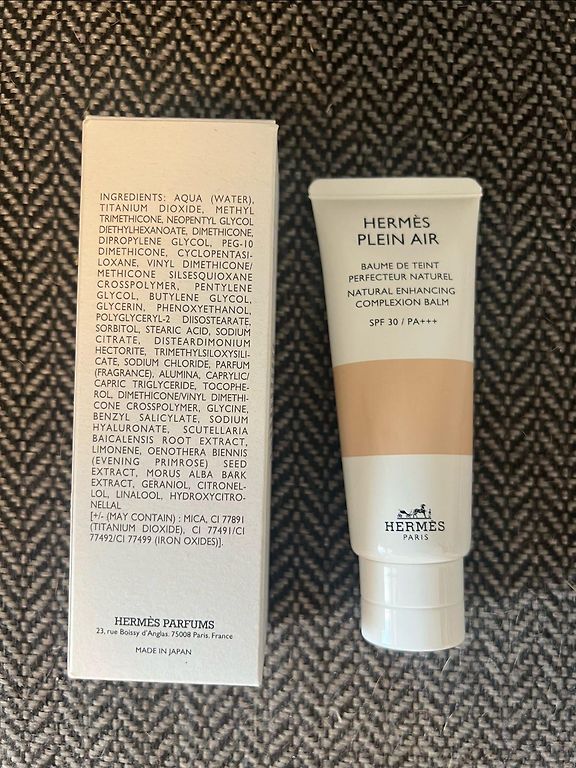 INGREDIENTS: AQUA (WATER),
TITANIUM DIOXIDE, METHYL
TRIMETHICONE, NEOPENTYL GLYCOL
DIETHYLHEXANOATE, DIMETHICONE,
DIPROPYLENE GLYCOL, PEG-10
DIMETHICONE, CYCLOPENTASI-
LOXANE, VINYL DIMETHICONE/
METHICONE SILSESQUIOXANE
CROSSPOLYMER, PENTYLENE
GLYCOL, BUTYLENE GLYCOL,
GLYCERIN, PHENOXYETHANOL,
POLYGLYCERYL-2 DIISOSTEARATE,
SORBITOL, STEARIC ACID, SODIUM
CITRATE, DISTEARDIMONIUM
HECTORITE, TRIMETHYLSILOXYSILI-
CATE, SODIUM CHLORIDE, PARFUM
(FRAGRANCE), ALUMINA, CAPRYLIC/
CAPRIC TRIGLYCERIDE, TOCOPHE-
ROL, DIMETHICONE/VINYL DIMETHI-
CONE CROSSPOLYMER, GLYCINE,
BENZYL SALICYLATE, SODIUM
HYALURONATE, SCUTELLARIA
BAICALENSIS ROOT EXTRACT,
LIMONENE, OENOTHERA BIENNIS
(EVENING PRIMROSE) SEED
EXTRACT, MORUS ALBA BARK
EXTRACT, GERANIOL, CITRONEL-
LOL, LINALOOL, HYDROXYCITRO-
NELLAL
[+/- (MAY CONTAIN) : MICA, CI 77891
(TITANIUM DIOXIDE), CI 77491/CI
77492/CI 77499 (IRON OXIDES)].
HERMÈS PARFUMS
23, rue Boissy d'Anglas. 75008 Paris. France
MADE IN JAPAN
HERMÈS
PLEIN AIR
BAUME DE TEINT
PERFECTEUR NATUREL
NATURAL ENHANCING
COMPLEXION BALM
SPF 30 / PA+++
HERMÈS
PARIS